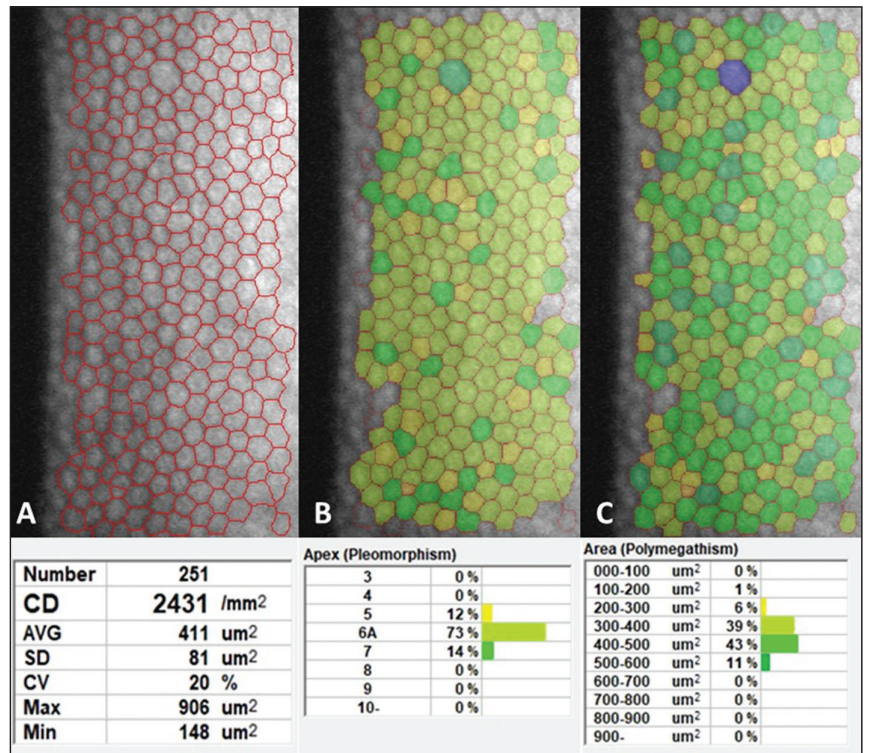 A
B
C
Number 251
CD 2431 /mm2
AVG 411 um2
SD 81 um2
CV 20 %
Max 906 um2
Min 148 um2
Apex (Pleomorphism)
3 0 %
4 0 %
5 12 %
6A 73 %
7 14 %
8 0 %
9 0 %
10- 0 %
Area (Polymegathism)
000-100 um2 0 %
100-200 um2 1 %
200-300 um2 6 %
300-400 um2 39 %
400-500 um2 43 %
500-600 um2 11 %
600-700 um2 0 %
700-800 um2 0 %
800-900 um2 0 %
900- um2 0 %